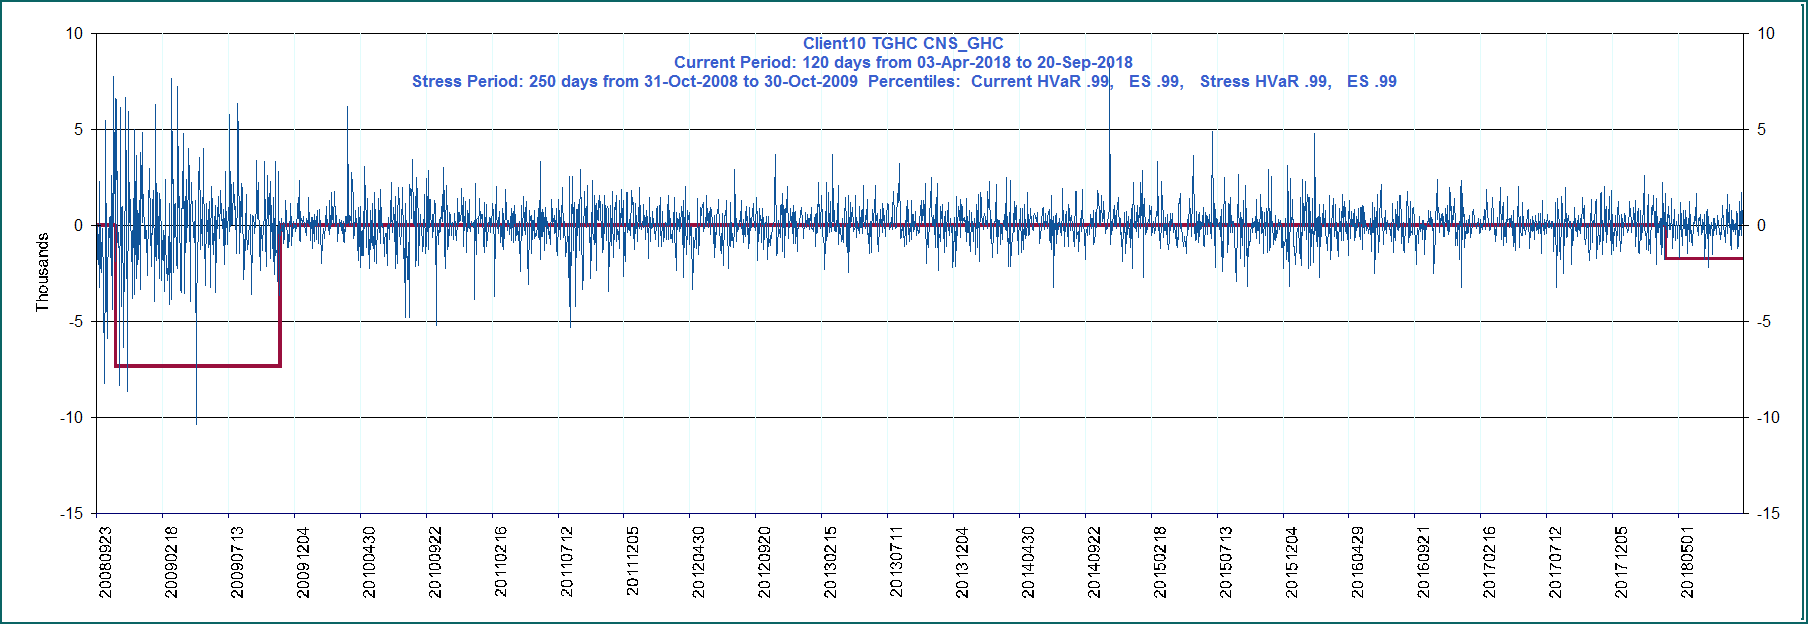 Client10 TGHC CNS_GHC
Current Period: 120 days from 03-Apr-2018 to 20-Sep-2018
Stress Period: 250 days from 31-Oct-2008 to 30-Oct-2009  Percentiles:  Current HVaR .99,   ES .99,   Stress HVaR .99,   ES .99
10 10
5 5
0 0
-5 -5
-10 -10
-15 -15
Thousands
20080923 20090218 20090713 20091204 20100430 20100922 20110216 20110712 20111205 20120430 20120920 20130215 20130711 20131204 20140430 20140922 20150218 20150713 20151204 20160429 20160921 20170216 20170712 20171205 20180501